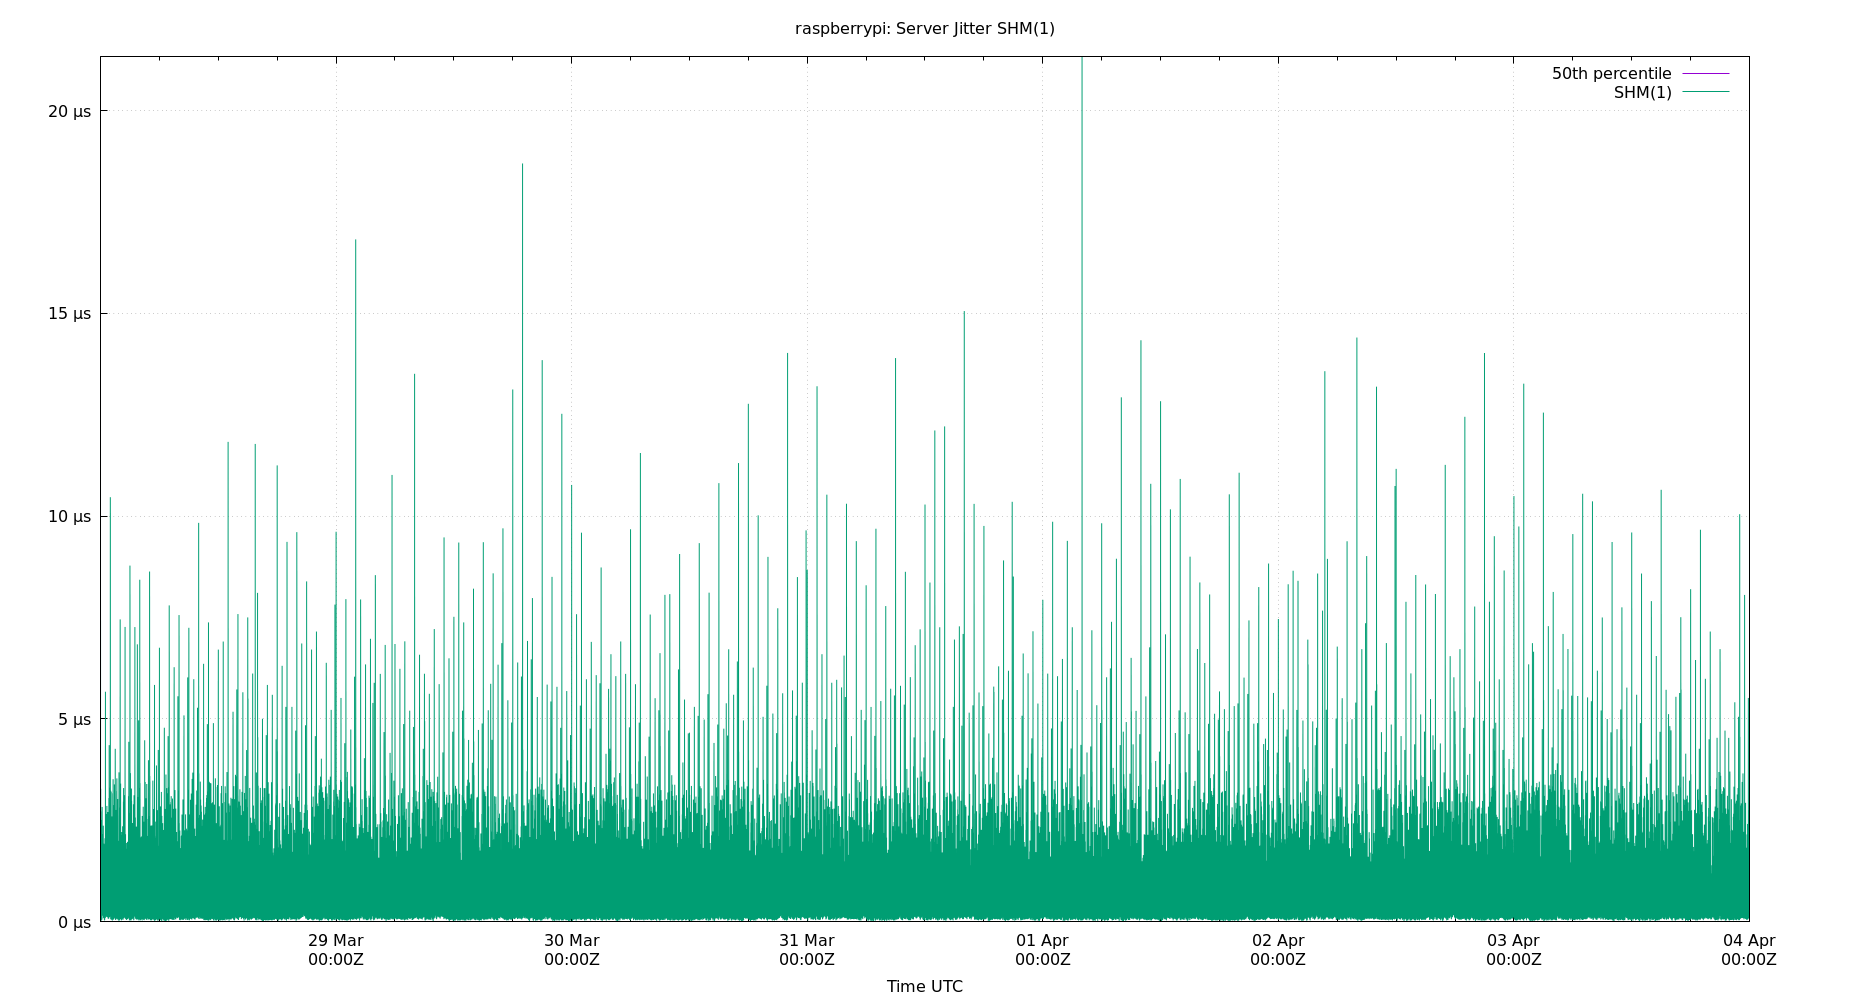 raspberrypi: Server Jitter SHM(1)
50th percentile
SHM(1)
20 µs
15 µs
10 µs
5 µs
0 µs
29 Mar
00:00Z
30 Mar
00:00Z
31 Mar
00:00Z
01 Apr
00:00Z
02 Apr
00:00Z
03 Apr
00:00Z
04 Apr
00:00Z
Time UTC